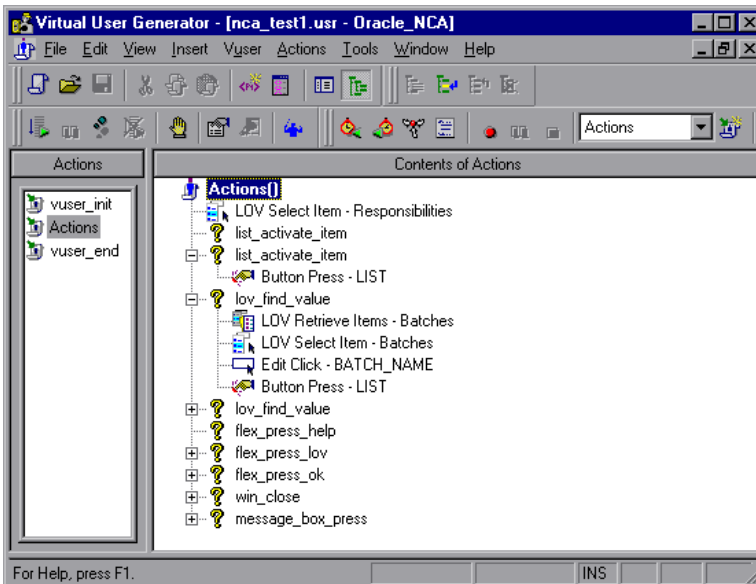 Virtual User Generator - [nca_test1.usr - Oracle_NCA]
File Edit View Insert Vuser Actions Tools Window Help
Actions
Actions
Contents of Actions
vuser_init
Actions
vuser_end
Actions()
LOV Select Item - Responsibilities
list_activate_item
list_activate_item
Button Press - LIST
lov_find_value
LOV Retrieve Items - Batches
LOV Select Item - Batches
Edit Click - BATCH_NAME
Button Press - LIST
lov_find_value
flex_press_help
flex_press_lov
flex_press_ok
win_close
message_box_press
For Help, press F1.
INS